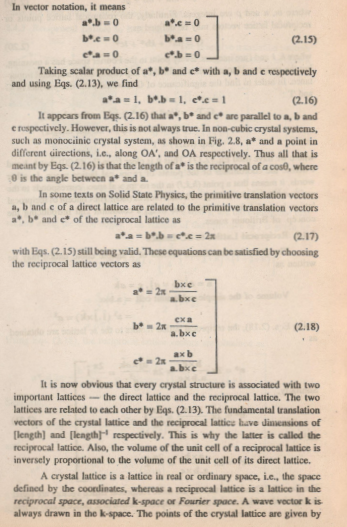 In vector notation, it means
a*.b = 0 a*.c = 0
b*.c = 0 b*.a = 0 (2.15)
c*.a = 0 c*.b = 0
Taking scalar product of a*, b* and c* with a, b and c respectively
and using Eqs. (2.13), we find
a*.a = 1, b*.b = 1, c*.c = 1 (2.16)
It appears from Eqs. (2.16) that a*, b* and c* are parallel to a, b and
c respectively. However, this is not always true. In non-cubic crystal systems,
such as monoclinic crystal system, as shown in Fig. 2.8, a* and a point in
different directions, i.e., along OA', and OA respectively. Thus all that is
meant by Eqs. (2.16) is that the length of a* is the reciprocal of a cosθ, where
θ is the angle between a* and a.
In some texts on Solid State Physics, the primitive translation vectors
a, b and c of a direct lattice are related to the primitive translation vectors
a*, b* and c* of the reciprocal lattice as
a*.a = b*.b = c*.c = 2π (2.17)
with Eqs. (2.15) still being valid. These equations can be satisfied by choosing
the reciprocal lattice vectors as
a* = 2π b×c / a.b×c
b* = 2π c×a / a.b×c (2.18)
c* = 2π a×b / a.b×c
It is now obvious that every crystal structure is associated with two
important lattices — the direct lattice and the reciprocal lattice. The two
lattices are related to each other by Eqs. (2.13). The fundamental translation
vectors of the crystal lattice and the reciprocal lattice have dimensions of
[length] and [length]⁻¹ respectively. This is why the latter is called the
reciprocal lattice. Also, the volume of the unit cell of a reciprocal lattice is
inversely proportional to the volume of the unit cell of its direct lattice.
A crystal lattice is a lattice in real or ordinary space, i.e., the space
defined by the coordinates, whereas a reciprocal lattice is a lattice in the
reciprocal space, associated k-space or Fourier space. A wave vector k is
always drawn in the k-space. The points of the crystal lattice are given by